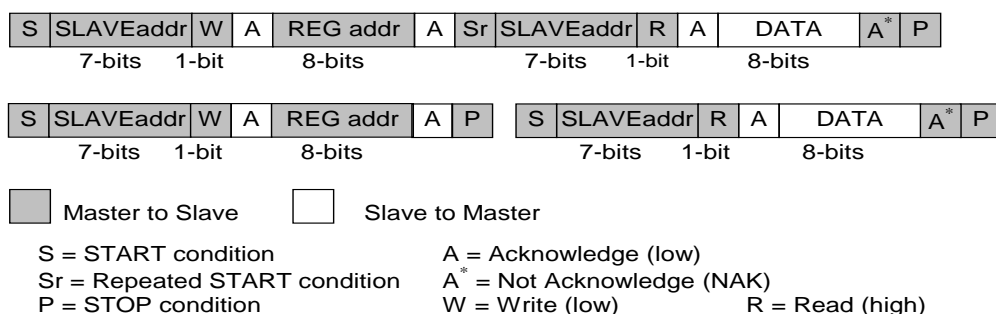 S SLAVEaddr W A REG addr A Sr SLAVEaddr R A DATA A* P
7-bits 1-bit 8-bits 7-bits 1-bit 8-bits
S SLAVEaddr W A REG addr A P S SLAVEaddr R A DATA A* P
7-bits 1-bit 8-bits 7-bits 1-bit 8-bits
Master to Slave Slave to Master
S = START condition A = Acknowledge (low)
Sr = Repeated START condition A* = Not Acknowledge (NAK)
P = STOP condition W = Write (low) R = Read (high)